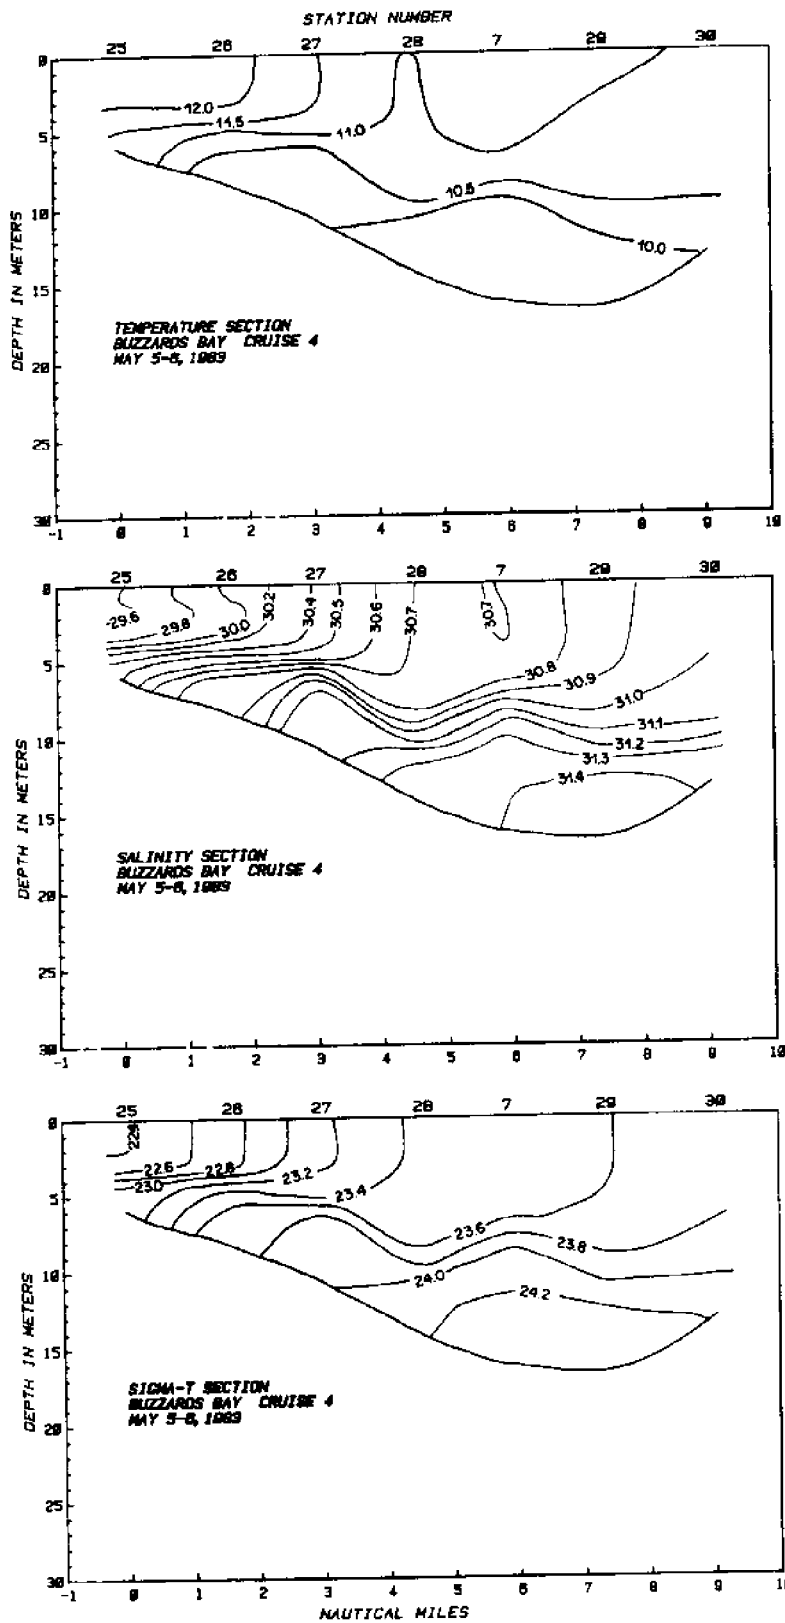 STATION NUMBER
25 26 27 28 7 29 30
0
12.0
11.5
11.0
5
10.5
10
10.0
15
DEPTH IN METERS
TEMPERATURE SECTION
BUZZARDS BAY CRUISE 4
MAY 5-6, 1983
20
25
30
-1 0 1 2 3 4 5 6 7 8 9 10
25 26 27 28 7 29 30
0
29.6 29.8 30.0 30.2 30.4 30.5 30.6 30.7 30.7
30.8 30.9 31.0
5
31.1
31.2
10
31.3
31.4
15
DEPTH IN METERS
SALINITY SECTION
BUZZARDS BAY CRUISE 4
MAY 5-6, 1983
20
25
30
-1 0 1 2 3 4 5 6 7 8 9 10
25 26 27 28 7 29 30
0
22.6 22.8 23.2
23.0 23.4
5
23.6 23.8
10
24.0
24.2
15
DEPTH IN METERS
SIGMA-T SECTION
BUZZARDS BAY CRUISE 4
MAY 5-6, 1983
20
25
30
-1 0 1 2 3 4 5 6 7 8 9
NAUTICAL MILES